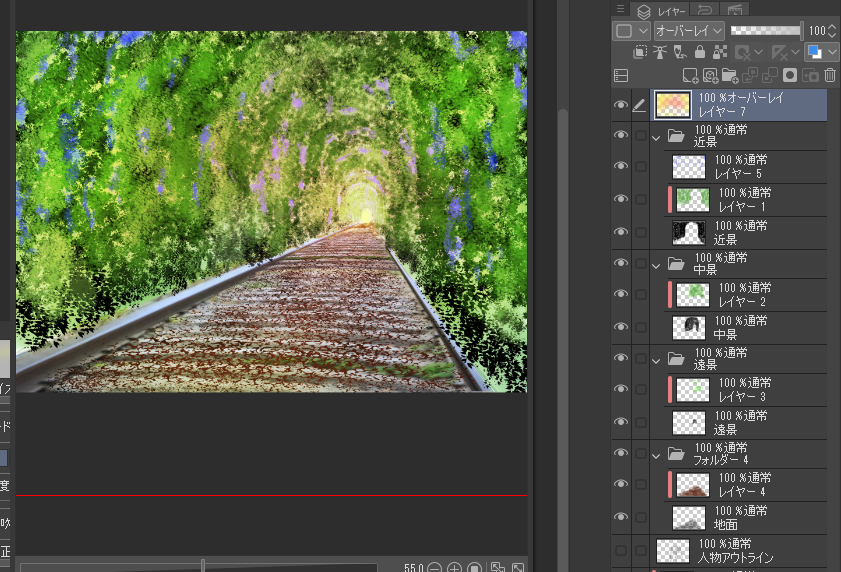 レイヤー
オーバーレイ
100
100 %オーバーレイ
レイヤー 7
100 %通常
近景
100 %通常
レイヤー 5
100 %通常
レイヤー 1
100 %通常
近景
100 %通常
中景
100 %通常
レイヤー 2
100 %通常
中景
100 %通常
遠景
100 %通常
レイヤー 3
100 %通常
遠景
100 %通常
フォルダー 4
100 %通常
レイヤー 4
100 %通常
地面
100 %通常
人物アウトライン
度
正
55.0